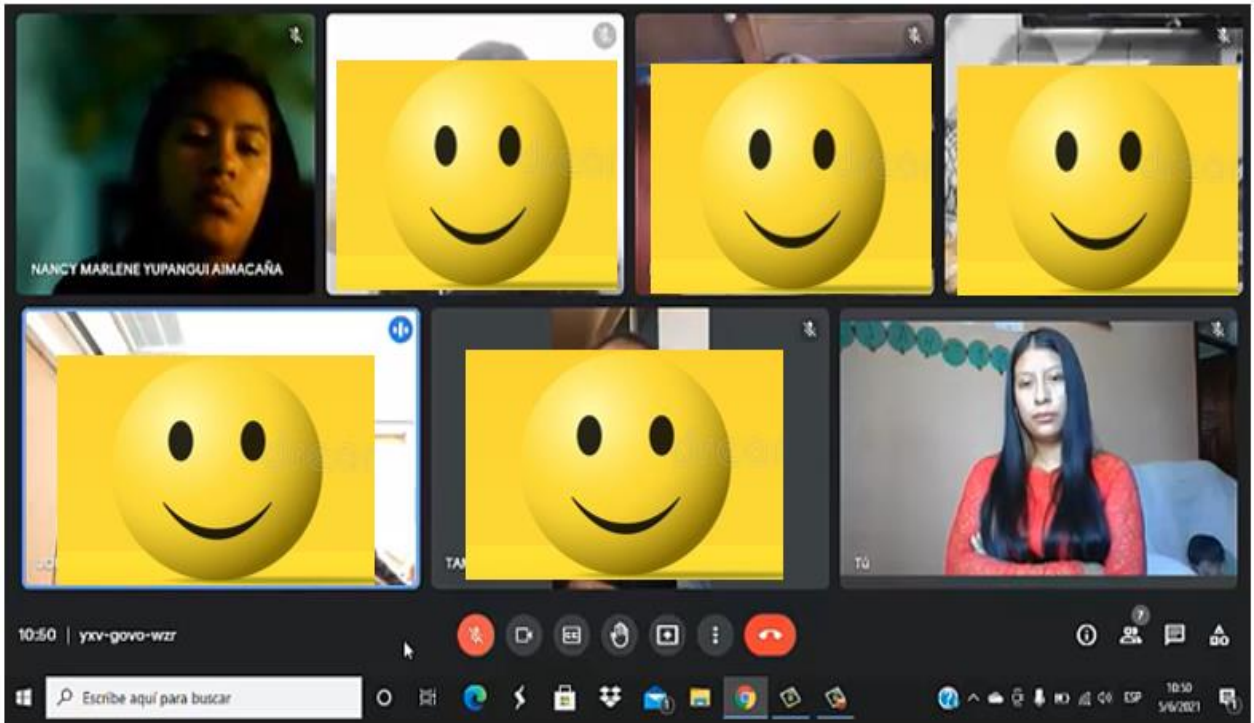 NANCY MARLENE YUPANGUI AIMACAÑA
Tú
10:50 | yxv-govo-wzr
7
Escribe aquí para buscar
ESP
10:50
5/6/2021